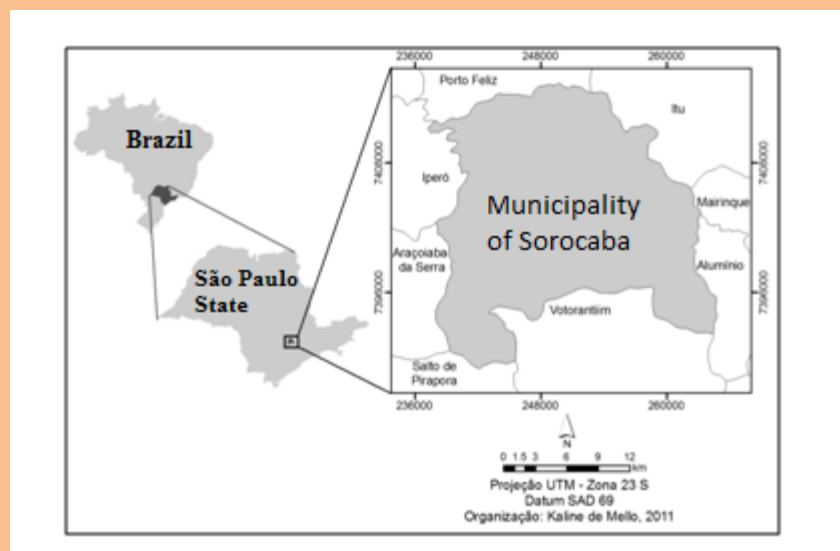 Brazil
São Paulo
State
236000
248000
260000
Porto Feliz
Itu
7408000
7408000
Iperó
Mairinque
Municipality
of Sorocaba
Araçoiaba
da Serra
Alumínio
7396000
7396000
Votorantim
Salto de
Pirapora
236000
248000
260000
N
0 1.5 3 6 9 12
km
Projeção UTM - Zona 23 S
Datum SAD 69
Organização: Kaline de Mello, 2011